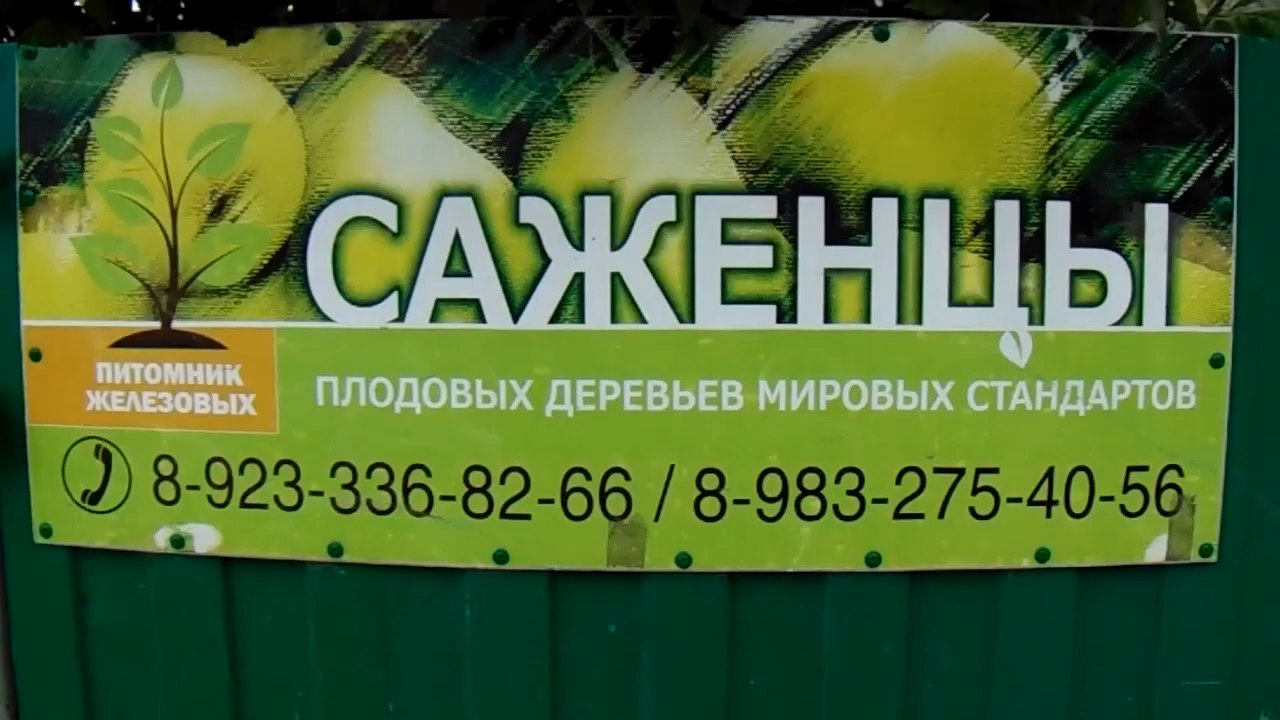 САЖЕНЦЫ
ПИТОМНИК
ЖЕЛЕЗОВЫХ
ПЛОДОВЫХ ДЕРЕВЬЕВ МИРОВЫХ СТАНДАРТОВ
8-923-336-82-66 / 8-983-275-40-56